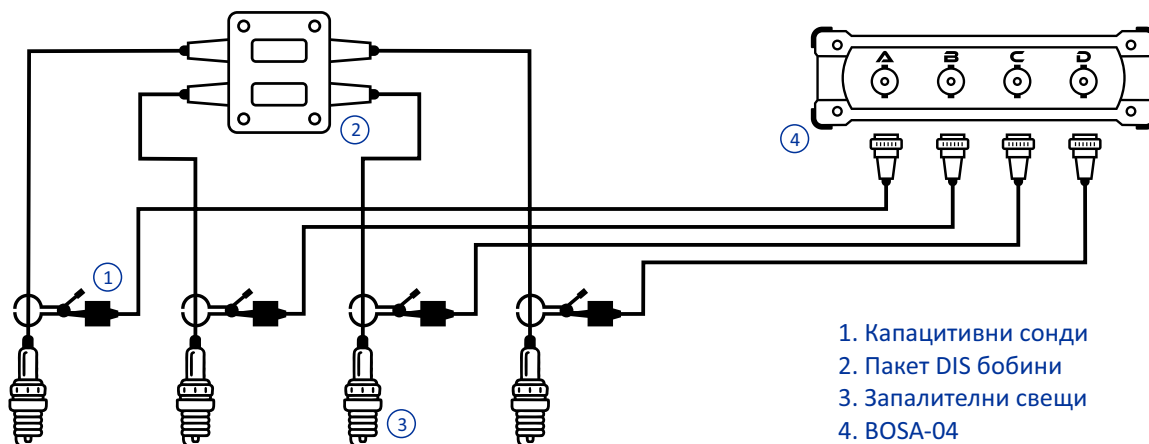 A B C D
2
4
1
3
1. Капацитивни сонди
2. Пакет DIS бобини
3. Запалителни свещи
4. BOSA-04